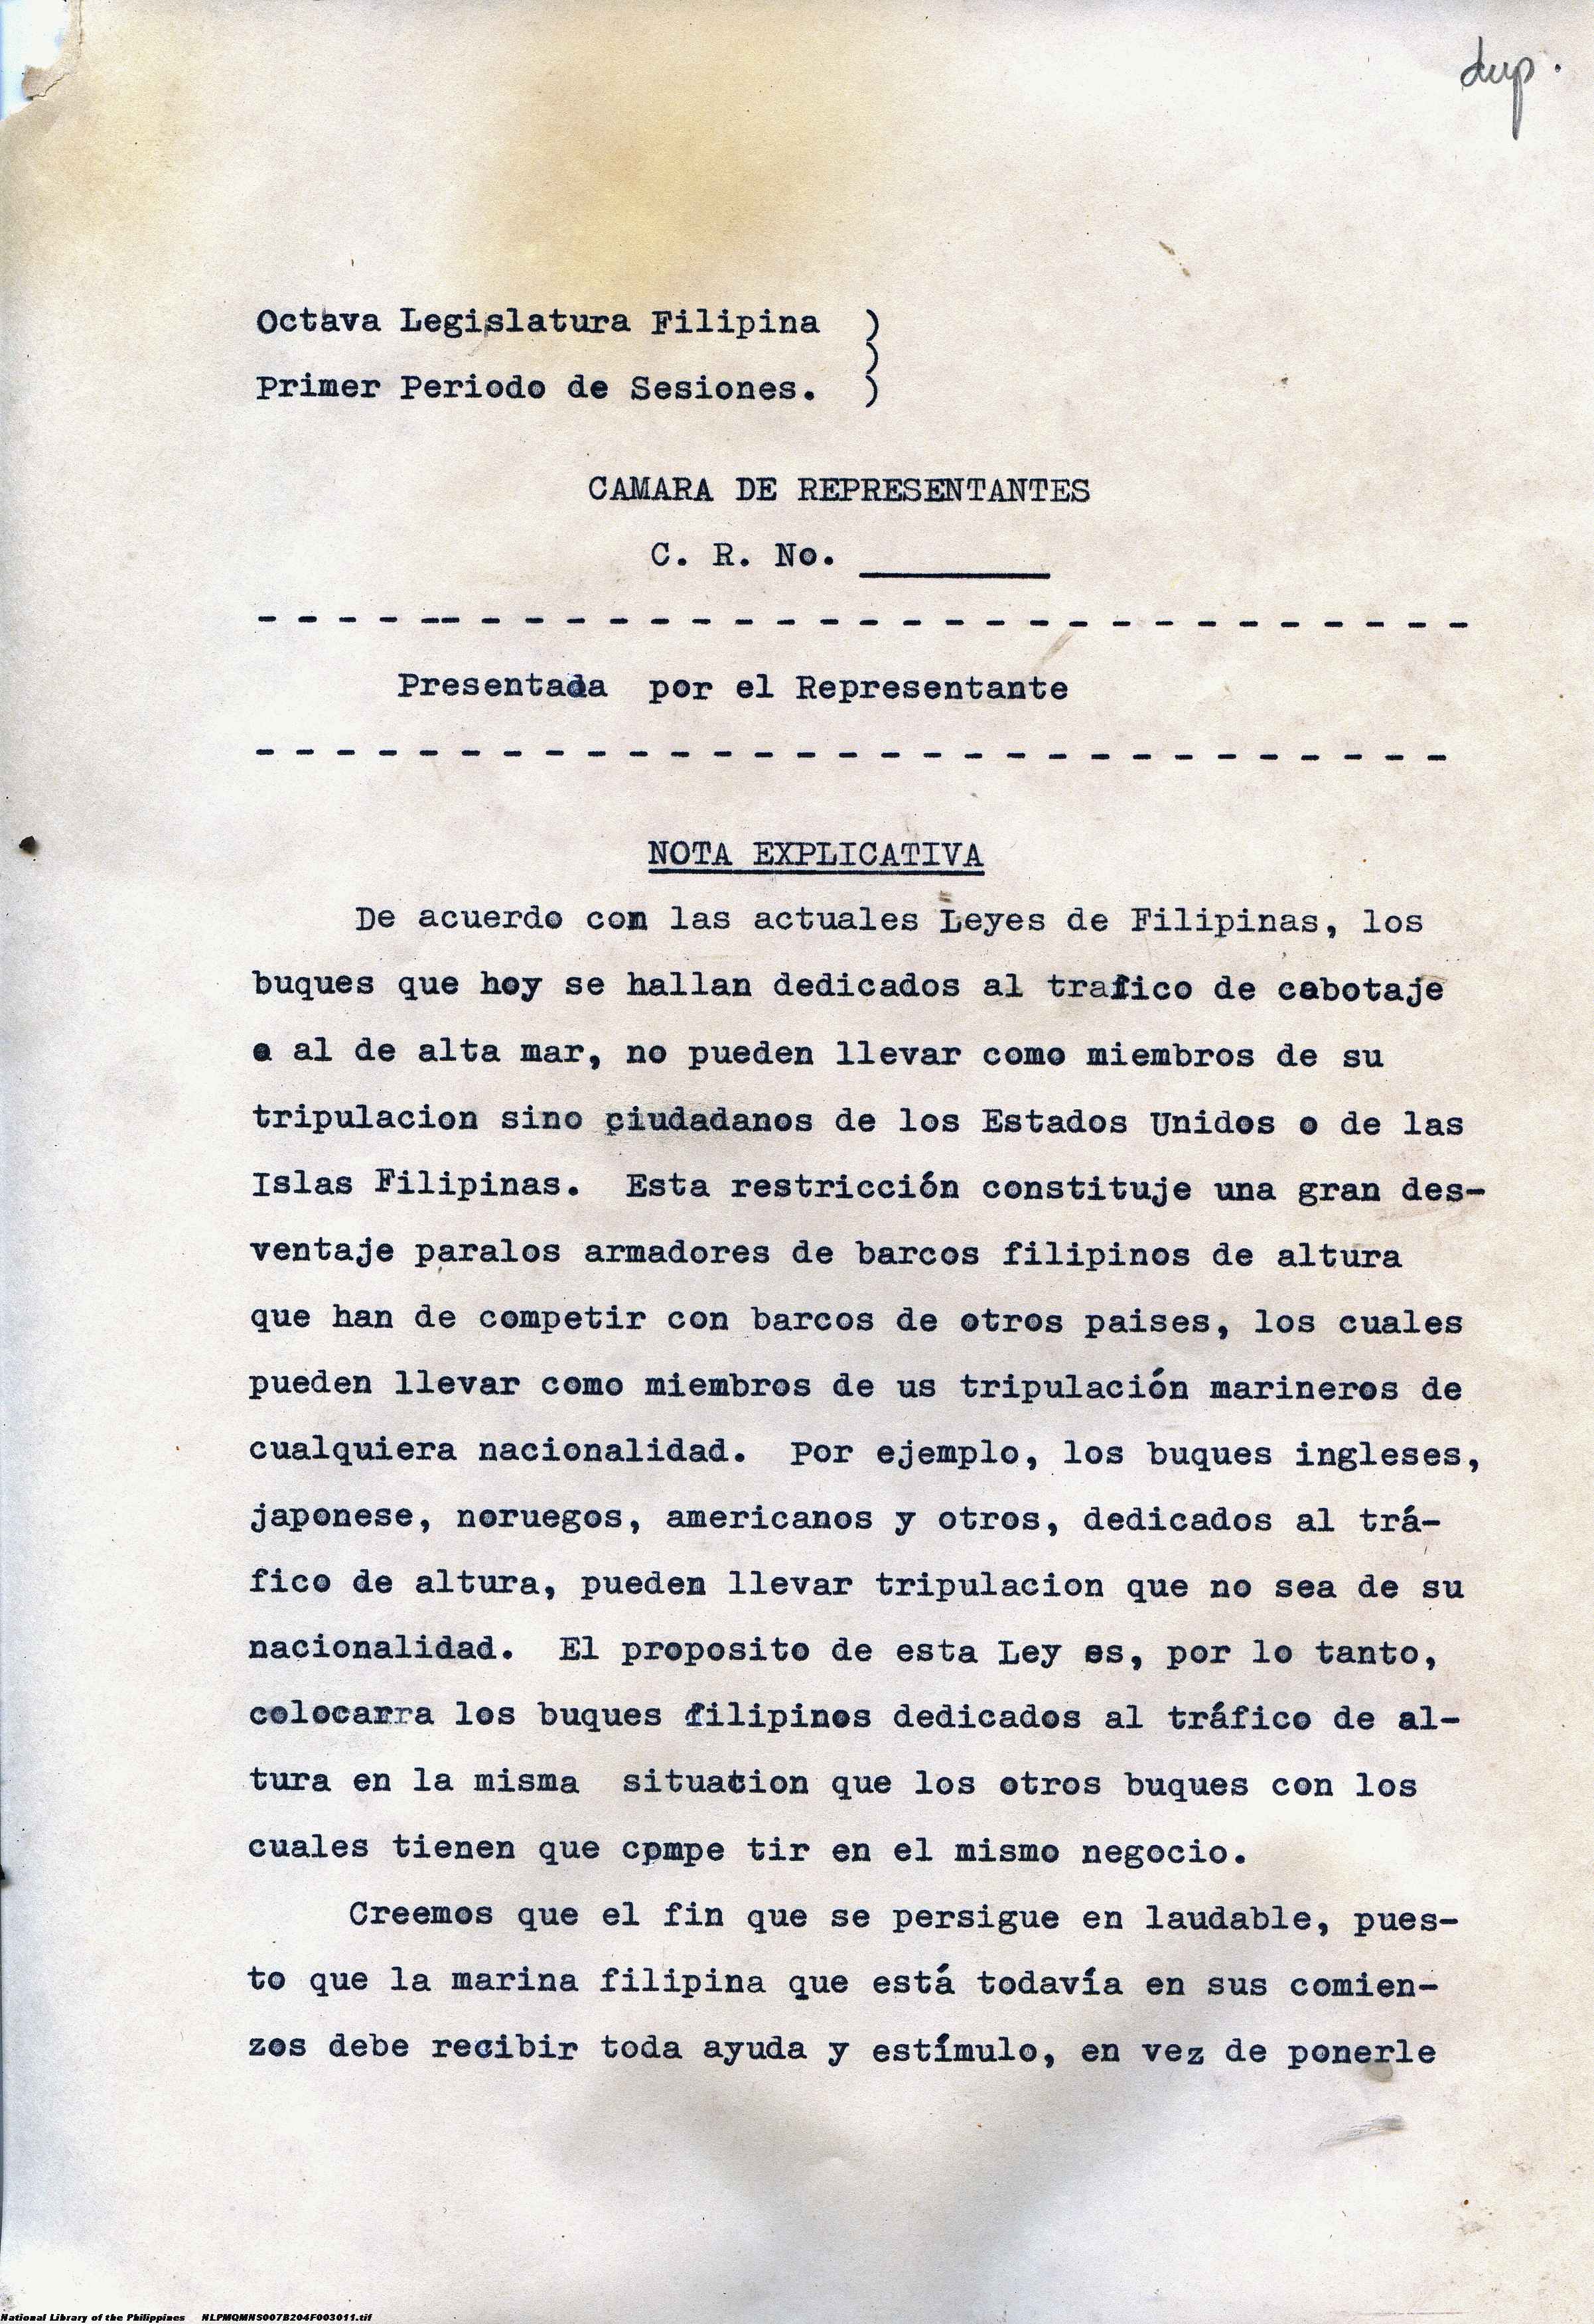 dup.
Octava Legislatura Filipina )
)
Primer Periodo de Sesiones. )
CAMARA DE REPRESENTANTES
C. R. No. _________
- - - - -- - - - - - - - - - - - - - - - - - - - - - - - - -
Presentada por el Representante
- - - - - - - - - - - - - - - - - - - - - - - - - - - - -
NOTA EXPLICATIVA
De acuerdo con las actuales Leyes de Filipinas, los
buques que hoy se hallan dedicados al trafico de cabotaje
o al de alta mar, no pueden llevar como miembros de su
tripulacion sino ciudadanos de los Estados Unidos o de las
Islas Filipinas. Esta restricción constituje una gran des-
ventaje paralos armadores de barcos filipinos de altura
que han de competir con barcos de otros paises, los cuales
pueden llevar como miembros de us tripulación marineros de
cualquiera nacionalidad. Por ejemplo, los buques ingleses,
japonese, noruegos, americanos y otros, dedicados al trá-
fico de altura, pueden llevar tripulacion que no sea de su
nacionalidad. El proposito de esta Ley es, por lo tanto,
colocarra los buques filipinos dedicados al tráfico de al-
tura en la misma situacion que los otros buques con los
cuales tienen que compe tir en el mismo negocio.
Creemos que el fin que se persigue en laudable, pues-
to que la marina filipina que está todavía en sus comien-
zos debe recibir toda ayuda y estímulo, en vez de ponerle
National Library of the Philippines NLPMQMNS007B204F003011.tif